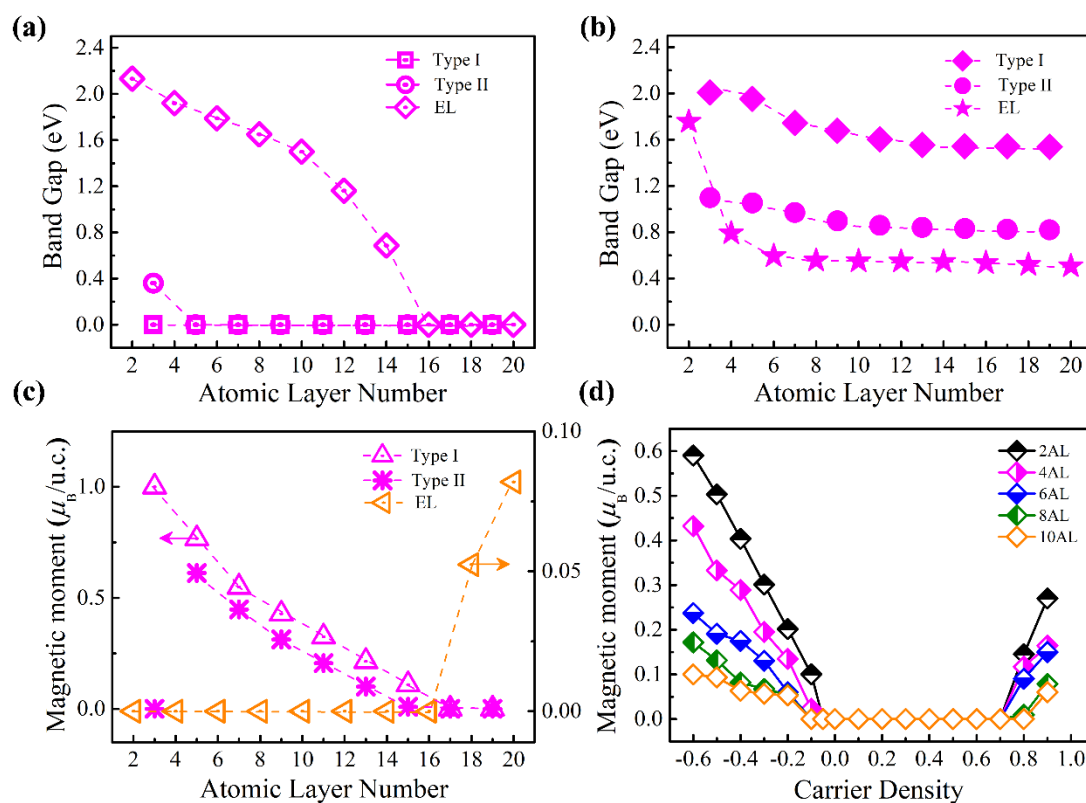 (a)
2.4
2.0
1.6
1.2
0.8
0.4
0.0
Band Gap (eV)
Type I
Type II
EL
2 4 6 8 10 12 14 16 18 20
Atomic Layer Number
(b)
2.4
2.0
1.6
1.2
0.8
0.4
0.0
Band Gap (eV)
Type I
Type II
EL
2 4 6 8 10 12 14 16 18 20
Atomic Layer Number
(c)
1.0
0.5
0.0
Magnetic moment (μB/u.c.)
Type I
Type II
EL
0.10
0.05
0.00
2 4 6 8 10 12 14 16 18 20
Atomic Layer Number
(d)
0.6
0.5
0.4
0.3
0.2
0.1
0.0
Magnetic moment (μB/u.c.)
2AL
4AL
6AL
8AL
10AL
-0.6 -0.4 -0.2 0.0 0.2 0.4 0.6 0.8 1.0
Carrier Density